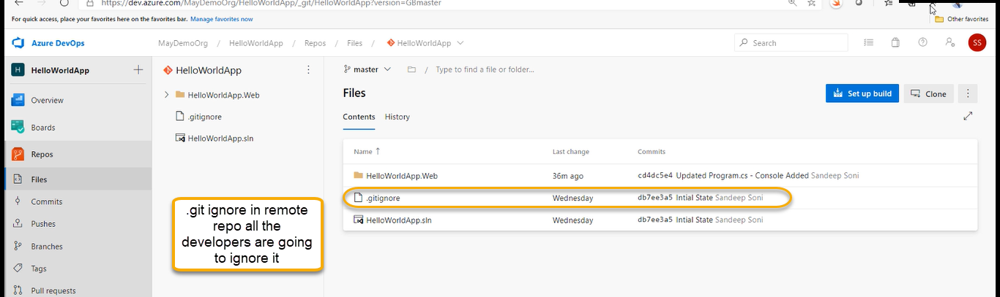 https://dev.azure.com/MayDemoOrg/HelloWorldApp/_git/HelloWorldApp?version=GBmaster
For quick access, place your favorites here on the favorites bar. Manage favorites now
Other favorites
Azure DevOps
MayDemoOrg / HelloWorldApp / Repos / Files / HelloWorldApp
Search
SS
H HelloWorldApp +
Overview
Boards
Repos
Files
Commits
Pushes
Branches
Tags
Pull requests
HelloWorldApp
HelloWorldApp.Web
.gitignore
HelloWorldApp.sln
.git ignore in remote
repo all the
developers are going
to ignore it
master / Type to find a file or folder...
Files
Set up build
Clone
Contents History
Name ↑ Last change Commits
HelloWorldApp.Web 36m ago cd4dc5e4 Updated Program.cs - Console Added Sandeep Soni
.gitignore Wednesday db7ee3a5 Intial State Sandeep Soni
HelloWorldApp.sln Wednesday db7ee3a5 Intial State Sandeep Soni